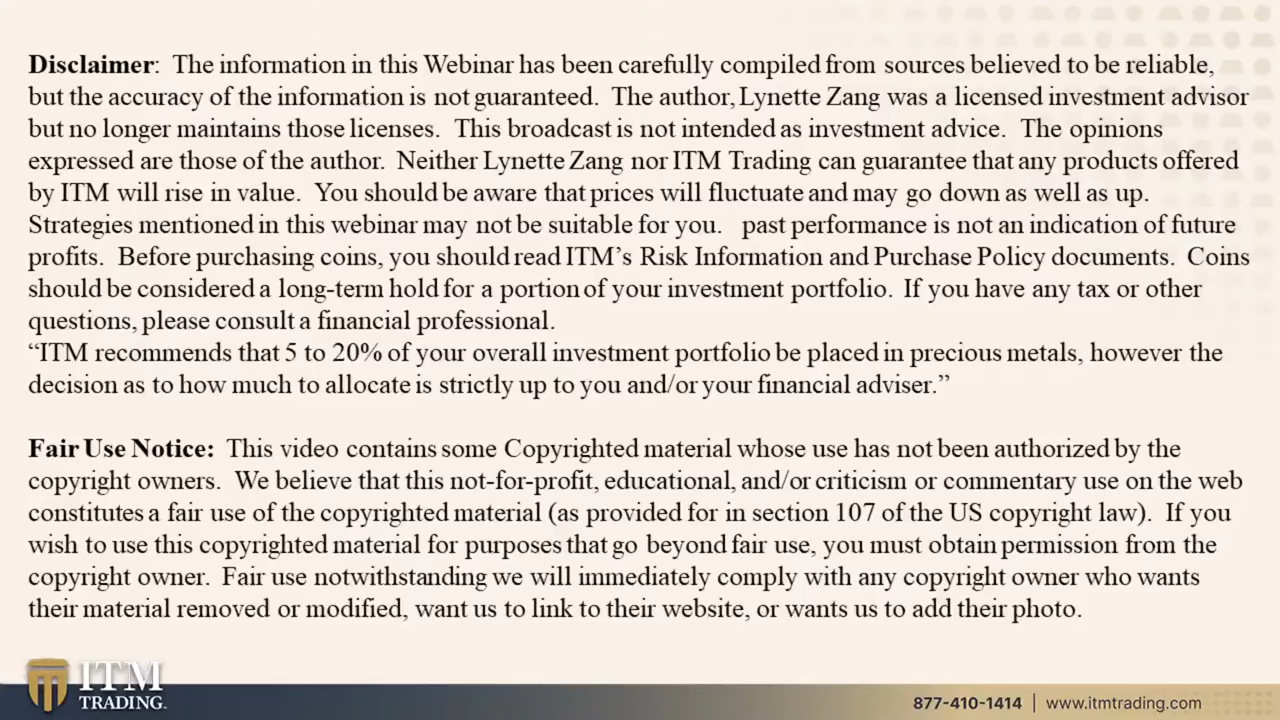 Disclaimer: The information in this Webinar has been carefully compiled from sources believed to be reliable,
but the accuracy of the information is not guaranteed. The author, Lynette Zang was a licensed investment advisor
but no longer maintains those licenses. This broadcast is not intended as investment advice. The opinions
expressed are those of the author. Neither Lynette Zang nor ITM Trading can guarantee that any products offered
by ITM will rise in value. You should be aware that prices will fluctuate and may go down as well as up.
Strategies mentioned in this webinar may not be suitable for you. past performance is not an indication of future
profits. Before purchasing coins, you should read ITM's Risk Information and Purchase Policy documents. Coins
should be considered a long-term hold for a portion of your investment portfolio. If you have any tax or other
questions, please consult a financial professional.
“ITM recommends that 5 to 20% of your overall investment portfolio be placed in precious metals, however the
decision as to how much to allocate is strictly up to you and/or your financial adviser.”
Fair Use Notice: This video contains some Copyrighted material whose use has not been authorized by the
copyright owners. We believe that this not-for-profit, educational, and/or criticism or commentary use on the web
constitutes a fair use of the copyrighted material (as provided for in section 107 of the US copyright law). If you
wish to use this copyrighted material for purposes that go beyond fair use, you must obtain permission from the
copyright owner. Fair use notwithstanding we will immediately comply with any copyright owner who wants
their material removed or modified, want us to link to their website, or wants us to add their photo.
ITM
TRADING.
877-410-1414 | www.itmtrading.com